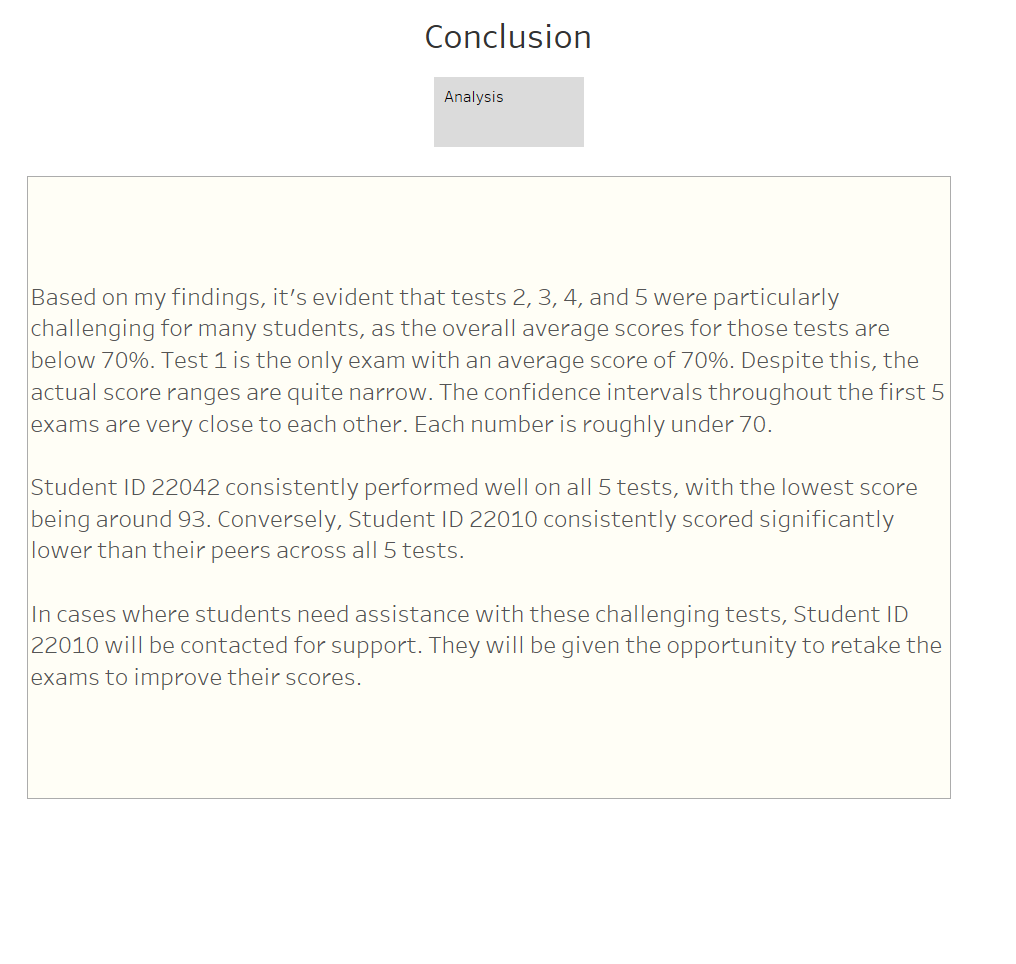 Conclusion
Analysis
Based on my findings, it’s evident that tests 2, 3, 4, and 5 were particularly
challenging for many students, as the overall average scores for those tests are
below 70%. Test 1 is the only exam with an average score of 70%. Despite this, the
actual score ranges are quite narrow. The confidence intervals throughout the first 5
exams are very close to each other. Each number is roughly under 70.
Student ID 22042 consistently performed well on all 5 tests, with the lowest score
being around 93. Conversely, Student ID 22010 consistently scored significantly
lower than their peers across all 5 tests.
In cases where students need assistance with these challenging tests, Student ID
22010 will be contacted for support. They will be given the opportunity to retake the
exams to improve their scores.